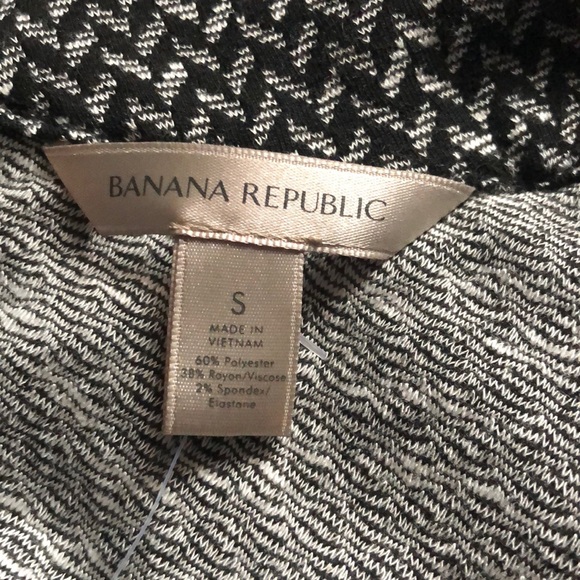 BANANA REPUBLIC
S
MADE IN
VIETNAM
60% Polyester
38% Rayon/Viscose
2% Spandex/
Elastane